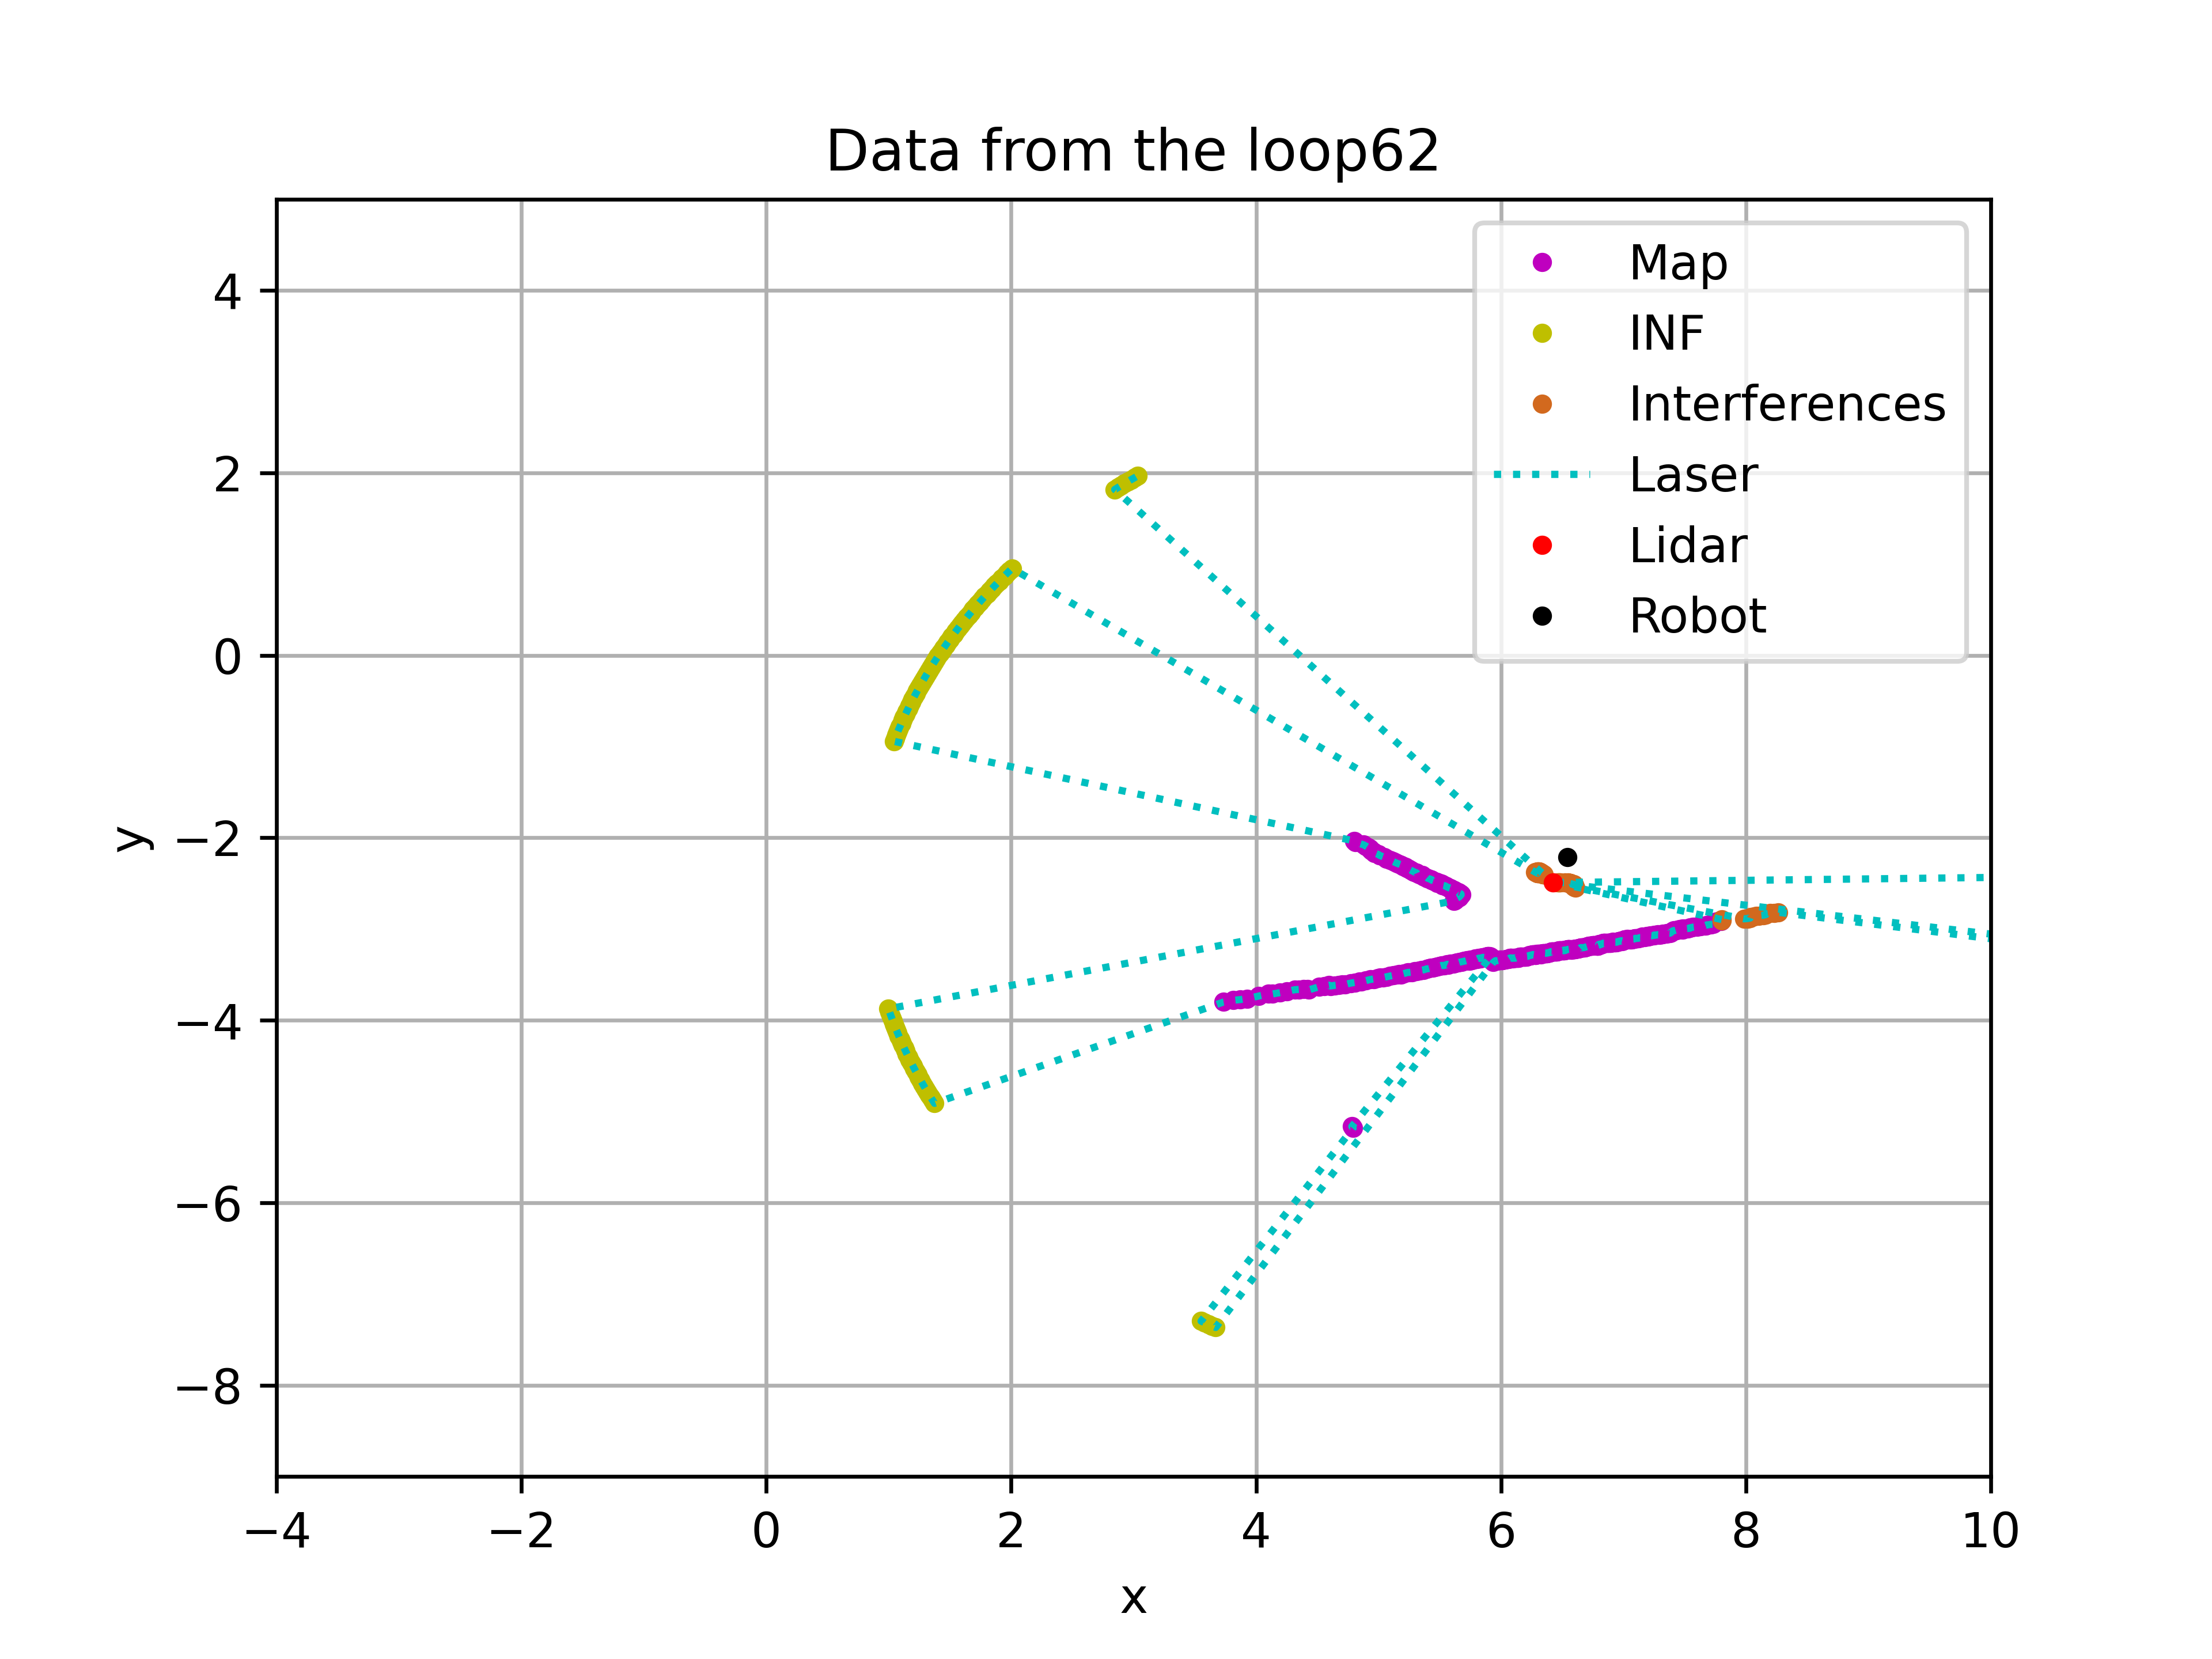 Data from the loop62
Map
INF
Interferences
Laser
Lidar
Robot
4
2
0
−2
−4
−6
−8
y
−4 −2 0 2 4 6 8 10
x